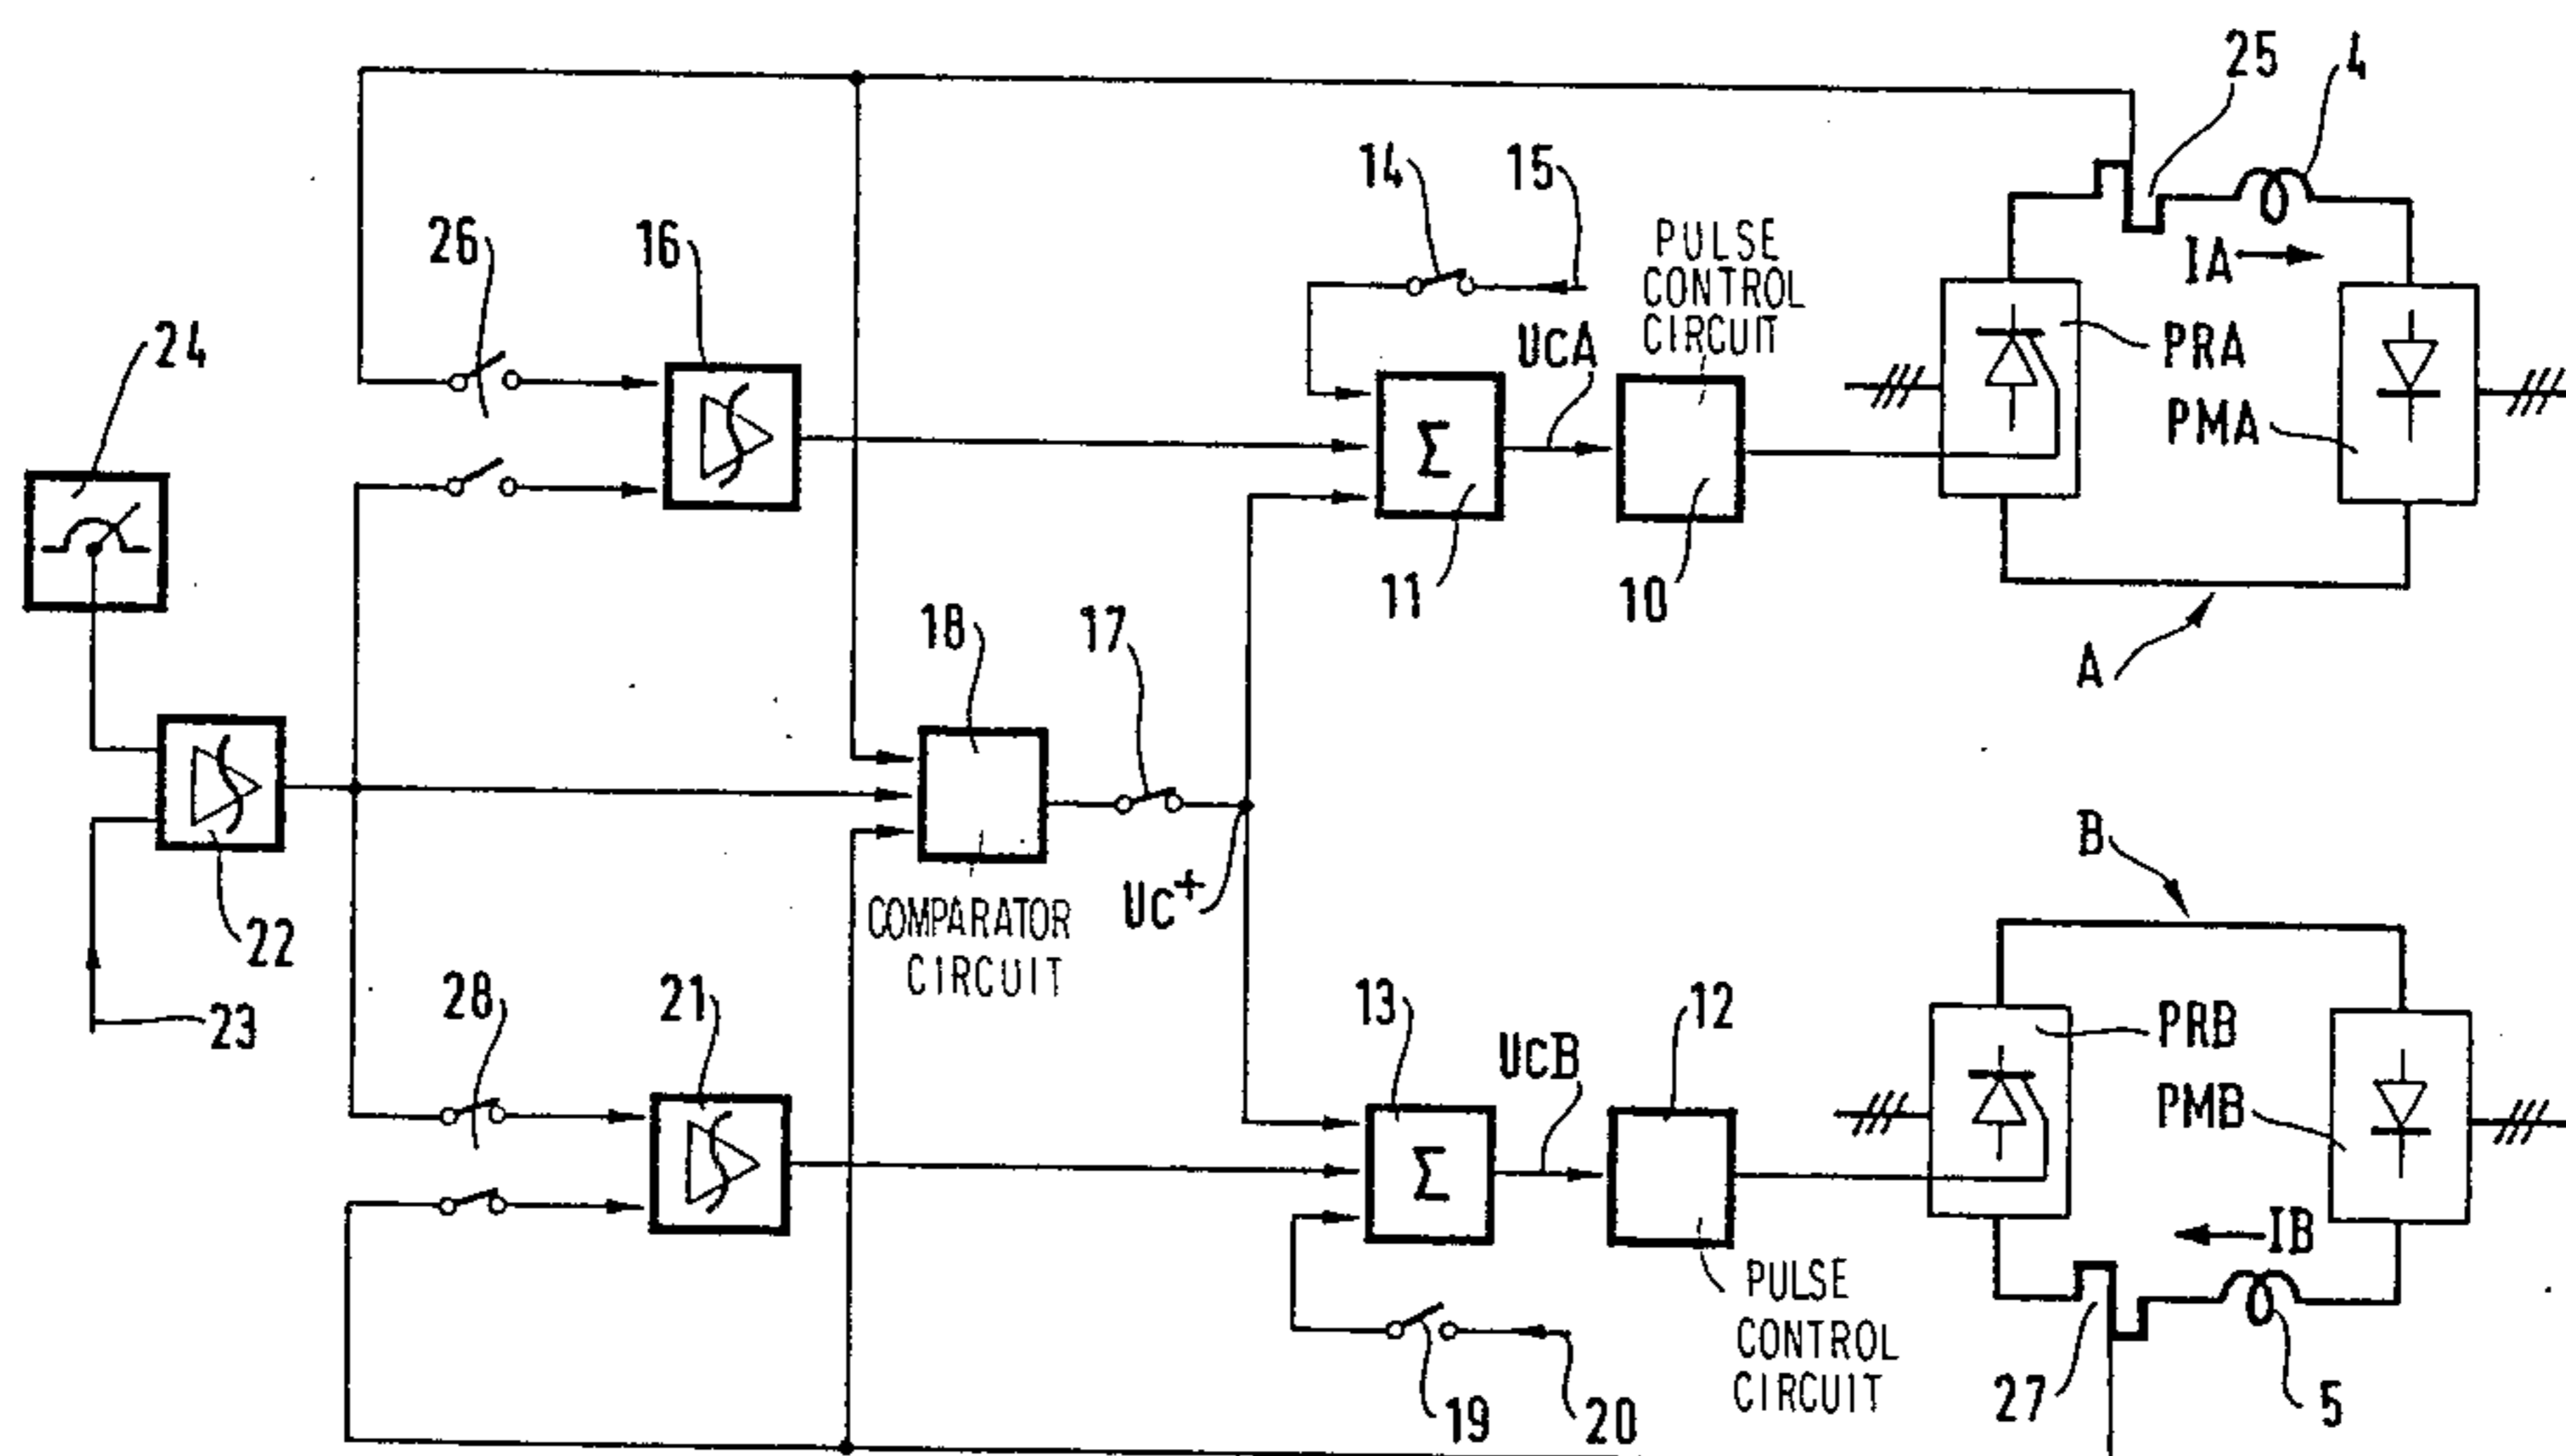 25
4
14
15
26
16
PULSE
CONTROL
CIRCUIT
IA
24
UcA
PRA
PMA
Σ
11
10
18
17
A
B
22
COMPARATOR
CIRCUIT
Uc+
23
28
21
13
UcB
12
PRB
PMB
Σ
IB
PULSE
CONTROL
CIRCUIT
19
20
27
5